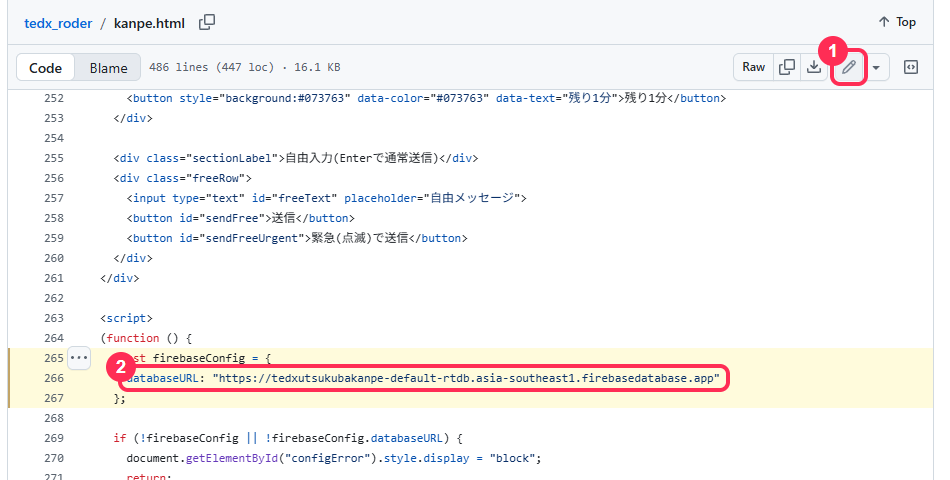 tedx_roder / kanpe.html Top
Code Blame 486 lines (447 loc) · 16.1 KB Raw 1
252 <button style="background:#073763" data-color="#073763" data-text="残り1分">残り1分</button>
253 </div>
254
255 <div class="sectionLabel">自由入力(Enterで通常送信)</div>
256 <div class="freeRow">
257 <input type="text" id="freeText" placeholder="自由メッセージ">
258 <button id="sendFree">送信</button>
259 <button id="sendFreeUrgent">緊急(点滅)で送信</button>
260 </div>
261 </div>
262
263 <script>
264 (function () {
265 st firebaseConfig = {
2
266 databaseURL: "https://tedxutsukubakanpe-default-rtdb.asia-southeast1.firebasedatabase.app"
267 };
268
269 if (!firebaseConfig || !firebaseConfig.databaseURL) {
270 document.getElementById("configError").style.display = "block";
271 return;